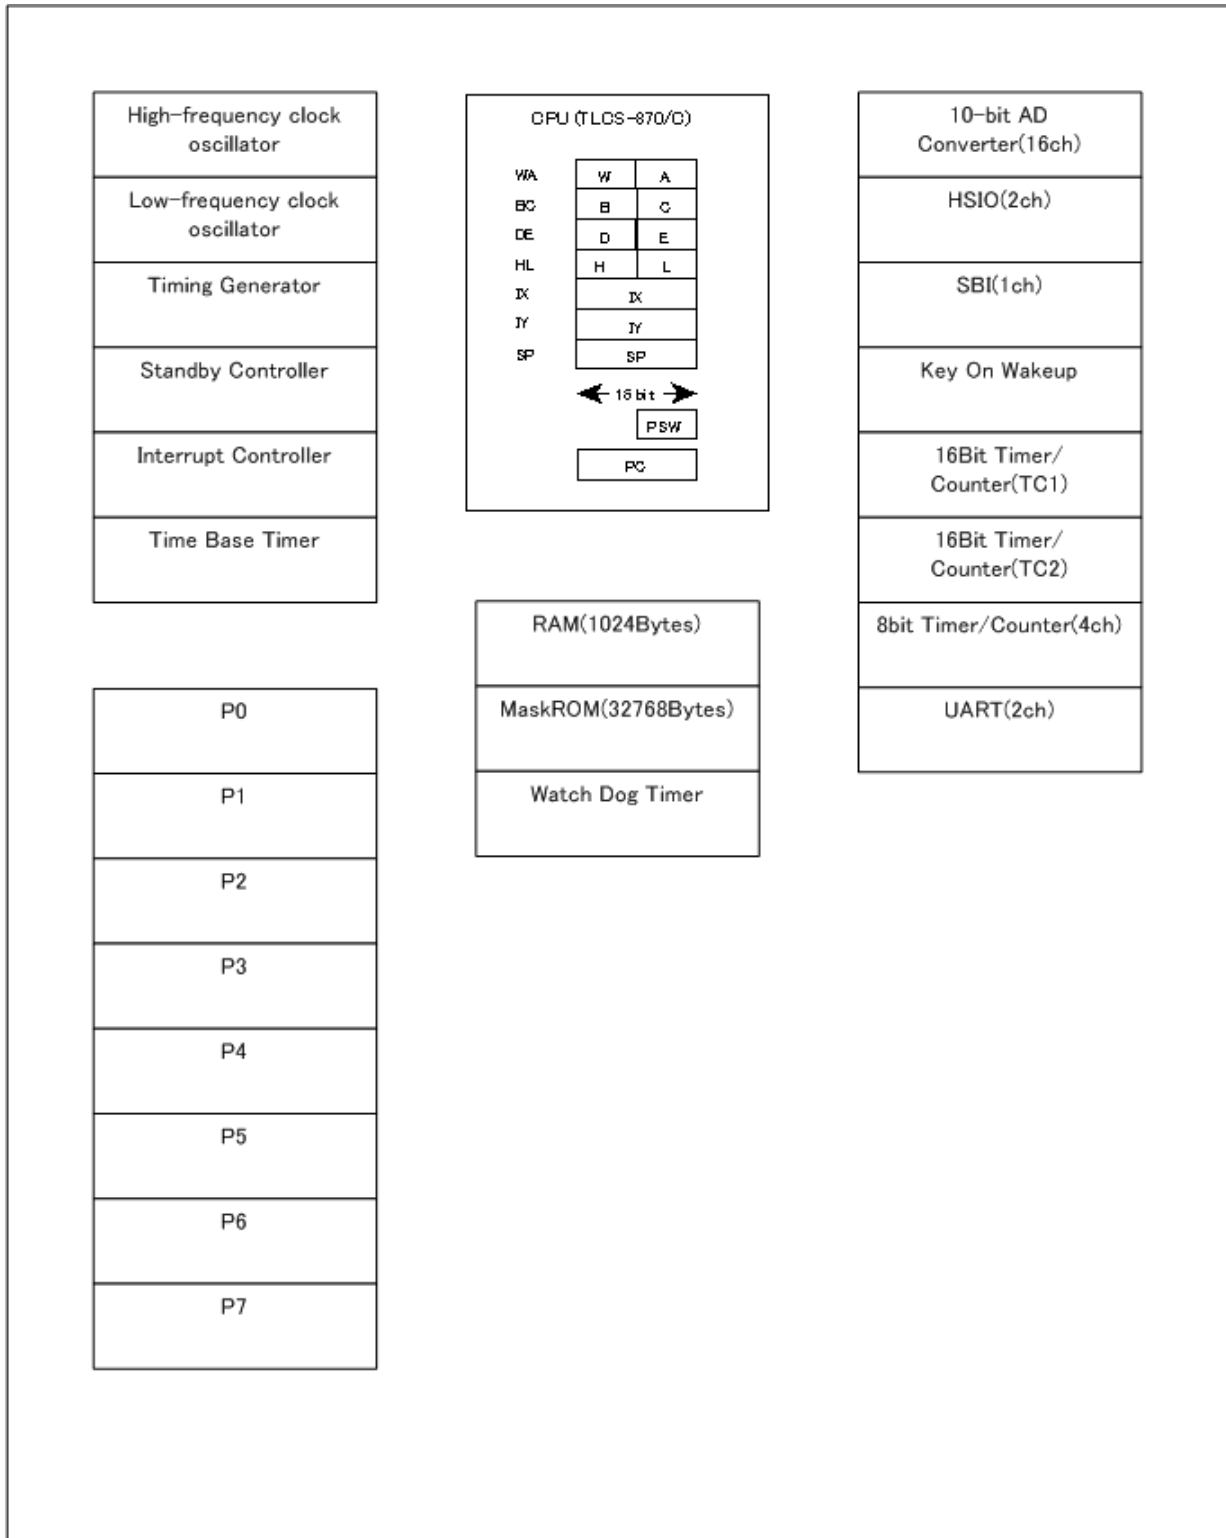 High-frequency clock
oscillator
Low-frequency clock
oscillator
Timing Generator
Standby Controller
Interrupt Controller
Time Base Timer
P0
P1
P2
P3
P4
P5
P6
P7
CPU (TLCS-870/C)
WA W A
BC B C
DE D E
HL H L
IX IX
IY IY
SP SP
16 bit
PSW
PC
RAM(1024Bytes)
MaskROM(32768Bytes)
Watch Dog Timer
10-bit AD
Converter(16ch)
HSIO(2ch)
SBI(1ch)
Key On Wakeup
16Bit Timer/
Counter(TC1)
16Bit Timer/
Counter(TC2)
8bit Timer/Counter(4ch)
UART(2ch)